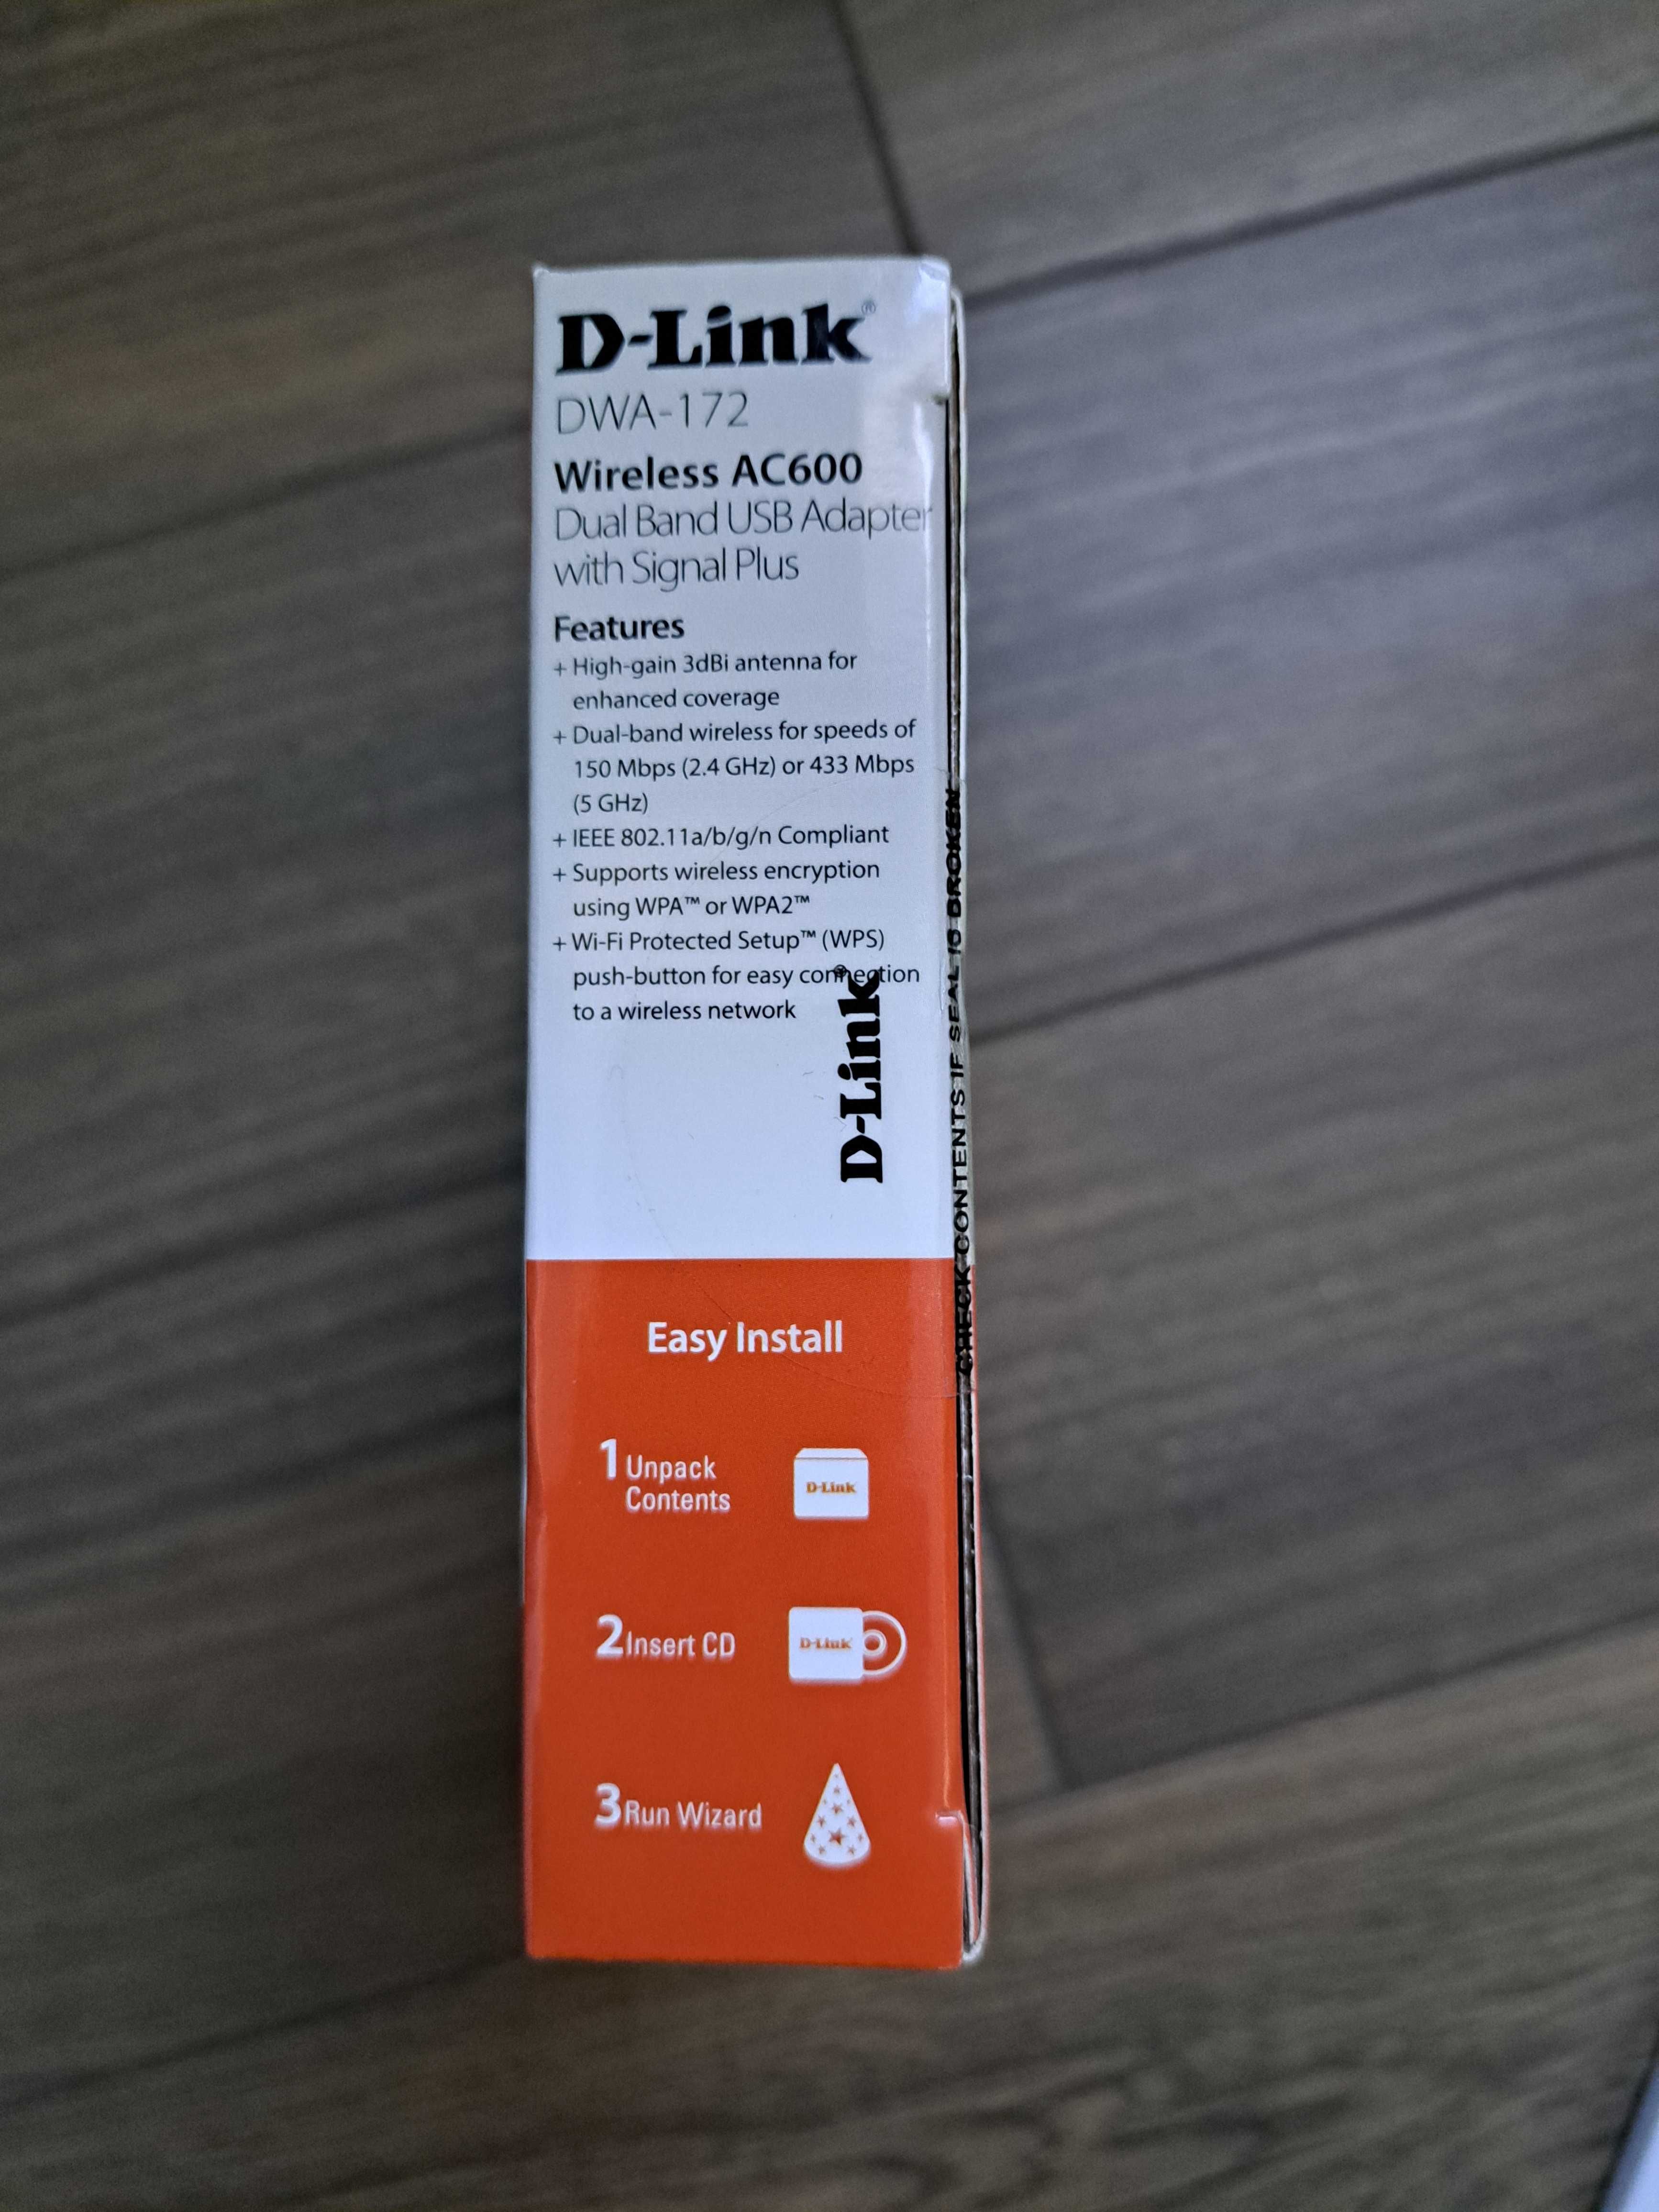 D-Link®
DWA-172
Wireless AC600
Dual Band USB Adapter
with Signal Plus
Features
+ High-gain 3dBi antenna for
enhanced coverage
+ Dual-band wireless for speeds of
150 Mbps (2.4 GHz) or 433 Mbps
(5 GHz)
+ IEEE 802.11a/b/g/n Compliant
+ Supports wireless encryption
using WPA™ or WPA2™
+ Wi-Fi Protected Setup™ (WPS)
push-button for easy connection
to a wireless network
D-Link®
CHECK CONTENTS IF SEAL IS BROKEN
Easy Install
1 Unpack
Contents
D-Link
2 Insert CD
D-Link
3 Run Wizard